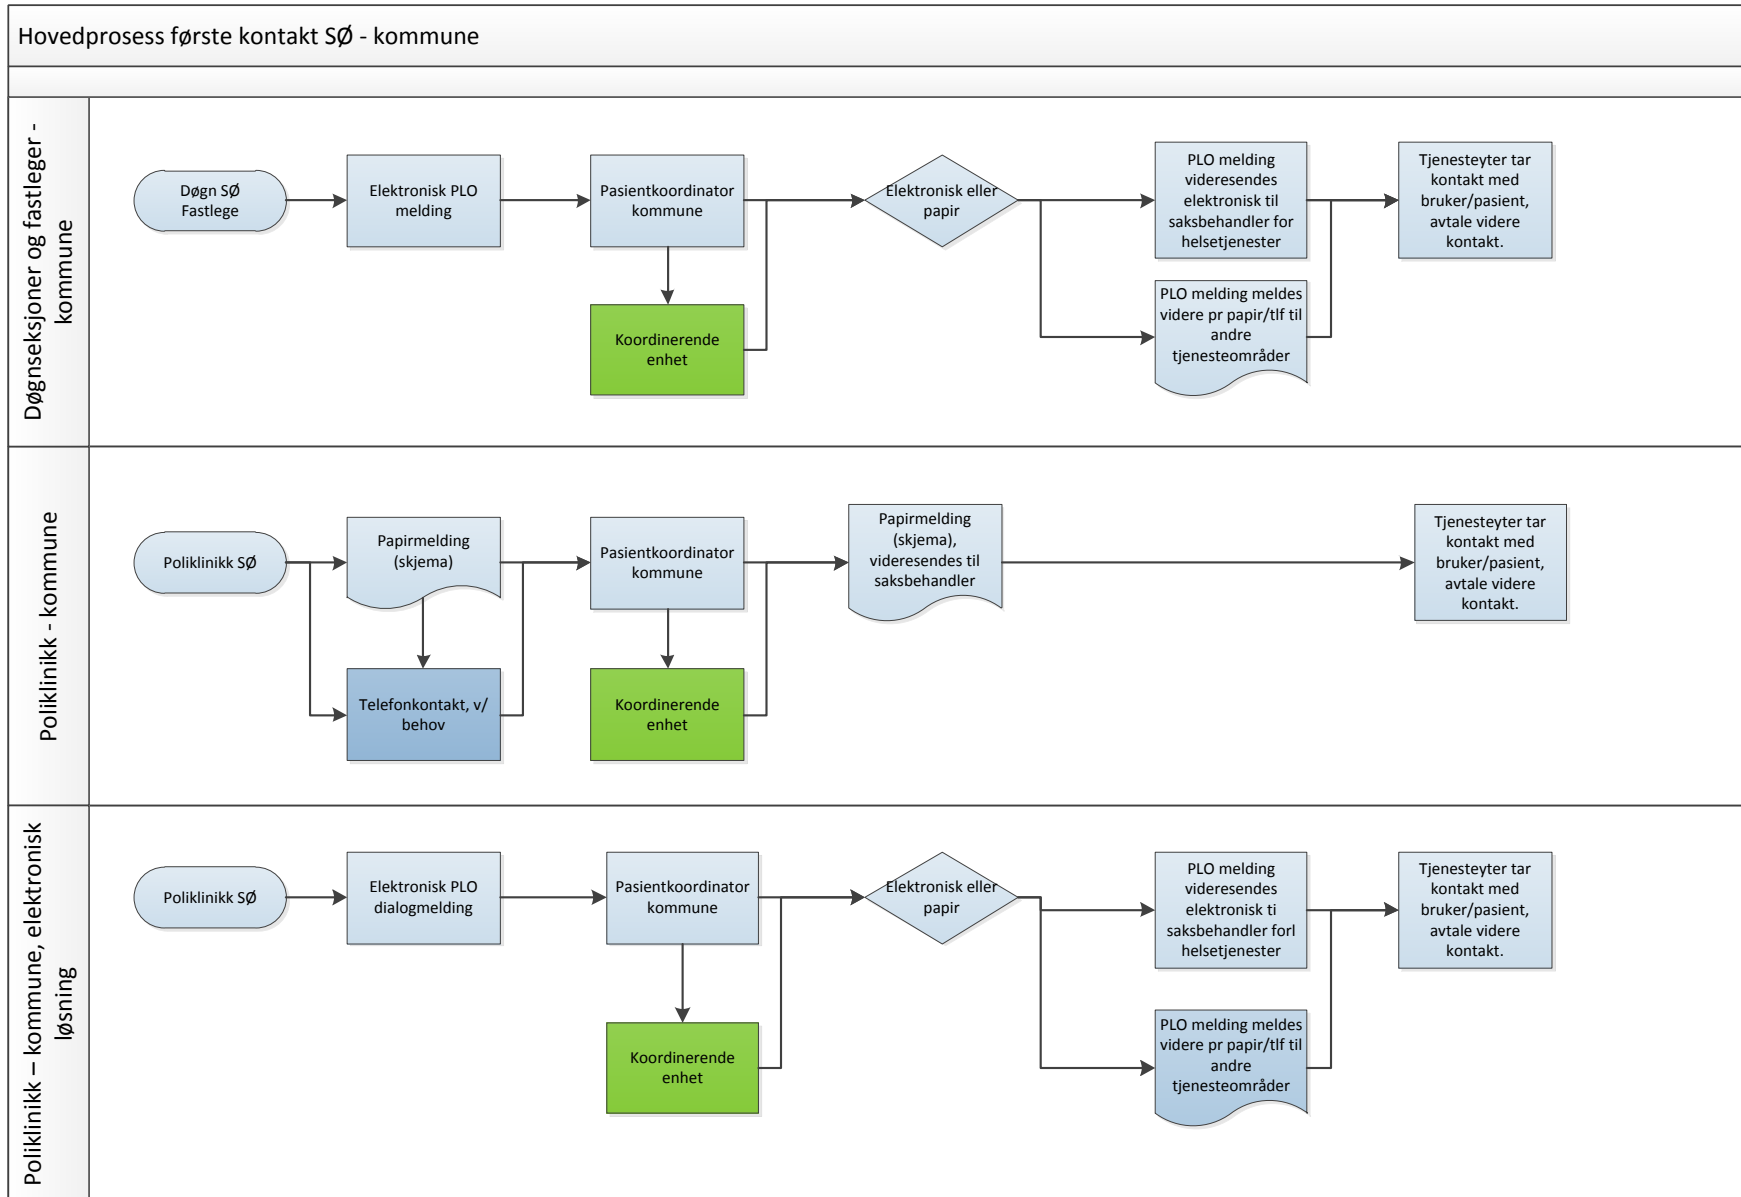 Hovedprosess første kontakt SØ - kommune
Døgnseksjoner og fastleger -
kommune
Døgn SØ
Fastlege
Elektronisk PLO
melding
Pasientkoordinator
kommune
Koordinerende
enhet
Elektronisk eller
papir
PLO melding
videresendes
elektronisk til
saksbehandler for
helsetjenester
PLO melding meldes
videre pr papir/tlf til
andre
tjenesteområder
Tjenesteyter tar
kontakt med
bruker/pasient,
avtale videre
kontakt.
Poliklinikk - kommune
Poliklinikk SØ
Papirmelding
(skjema)
Telefonkontakt, v/
behov
Pasientkoordinator
kommune
Koordinerende
enhet
Papirmelding
(skjema),
videresendes til
saksbehandler
Tjenesteyter tar
kontakt med
bruker/pasient,
avtale videre
kontakt.
Poliklinikk – kommune, elektronisk
løsning
Poliklinikk SØ
Elektronisk PLO
dialogmelding
Pasientkoordinator
kommune
Koordinerende
enhet
Elektronisk eller
papir
PLO melding
videresendes
elektronisk ti
saksbehandler forl
helsetjenester
PLO melding meldes
videre pr papir/tlf til
andre
tjenesteområder
Tjenesteyter tar
kontakt med
bruker/pasient,
avtale videre
kontakt.